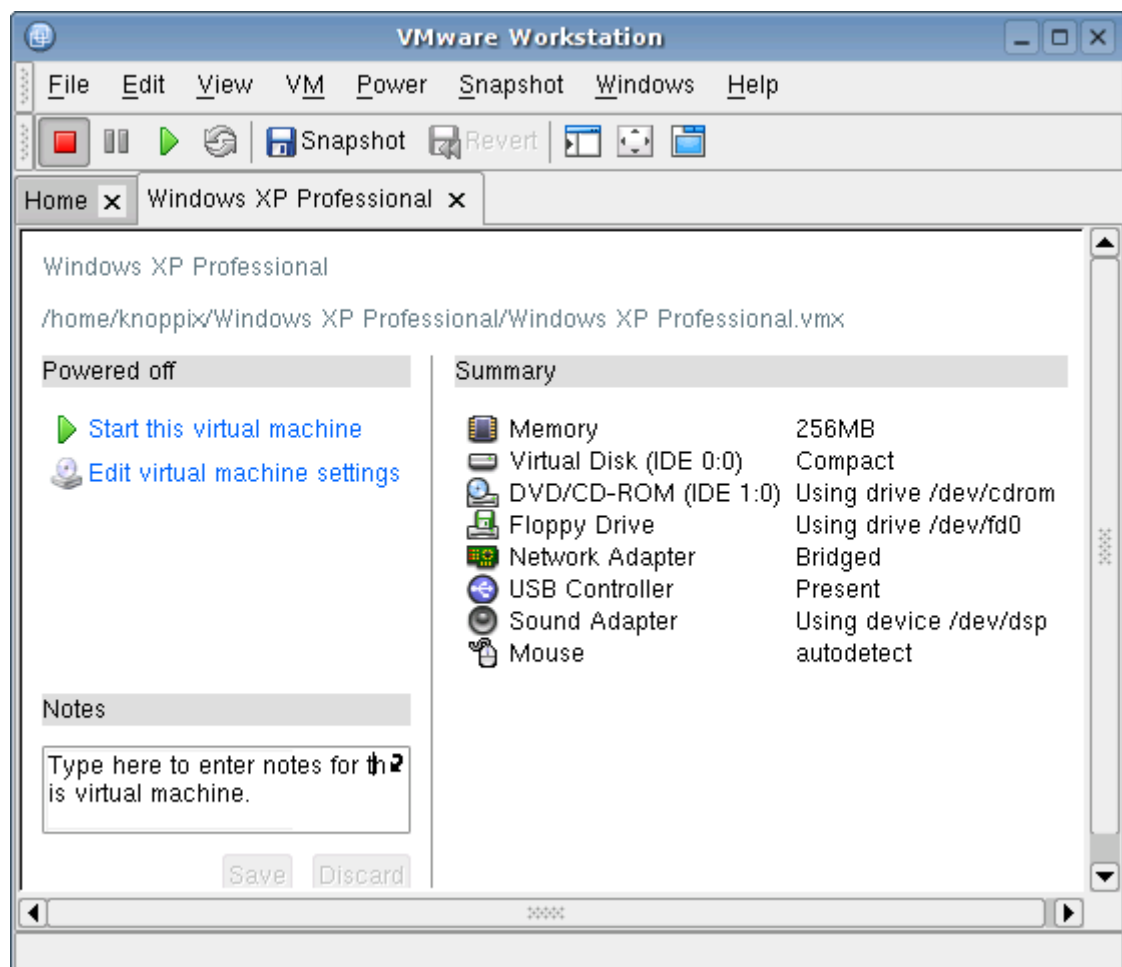 VMware Workstation
File Edit View VM Power Snapshot Windows Help
Snapshot Revert
Home Windows XP Professional
Windows XP Professional
/home/knoppix/Windows XP Professional/Windows XP Professional.vmx
Powered off
Start this virtual machine
Edit virtual machine settings
Summary
Memory 256MB
Virtual Disk (IDE 0:0) Compact
DVD/CD-ROM (IDE 1:0) Using drive /dev/cdrom
Floppy Drive Using drive /dev/fd0
Network Adapter Bridged
USB Controller Present
Sound Adapter Using device /dev/dsp
Mouse autodetect
Notes
Type here to enter notes for th
is virtual machine.
Save Discard